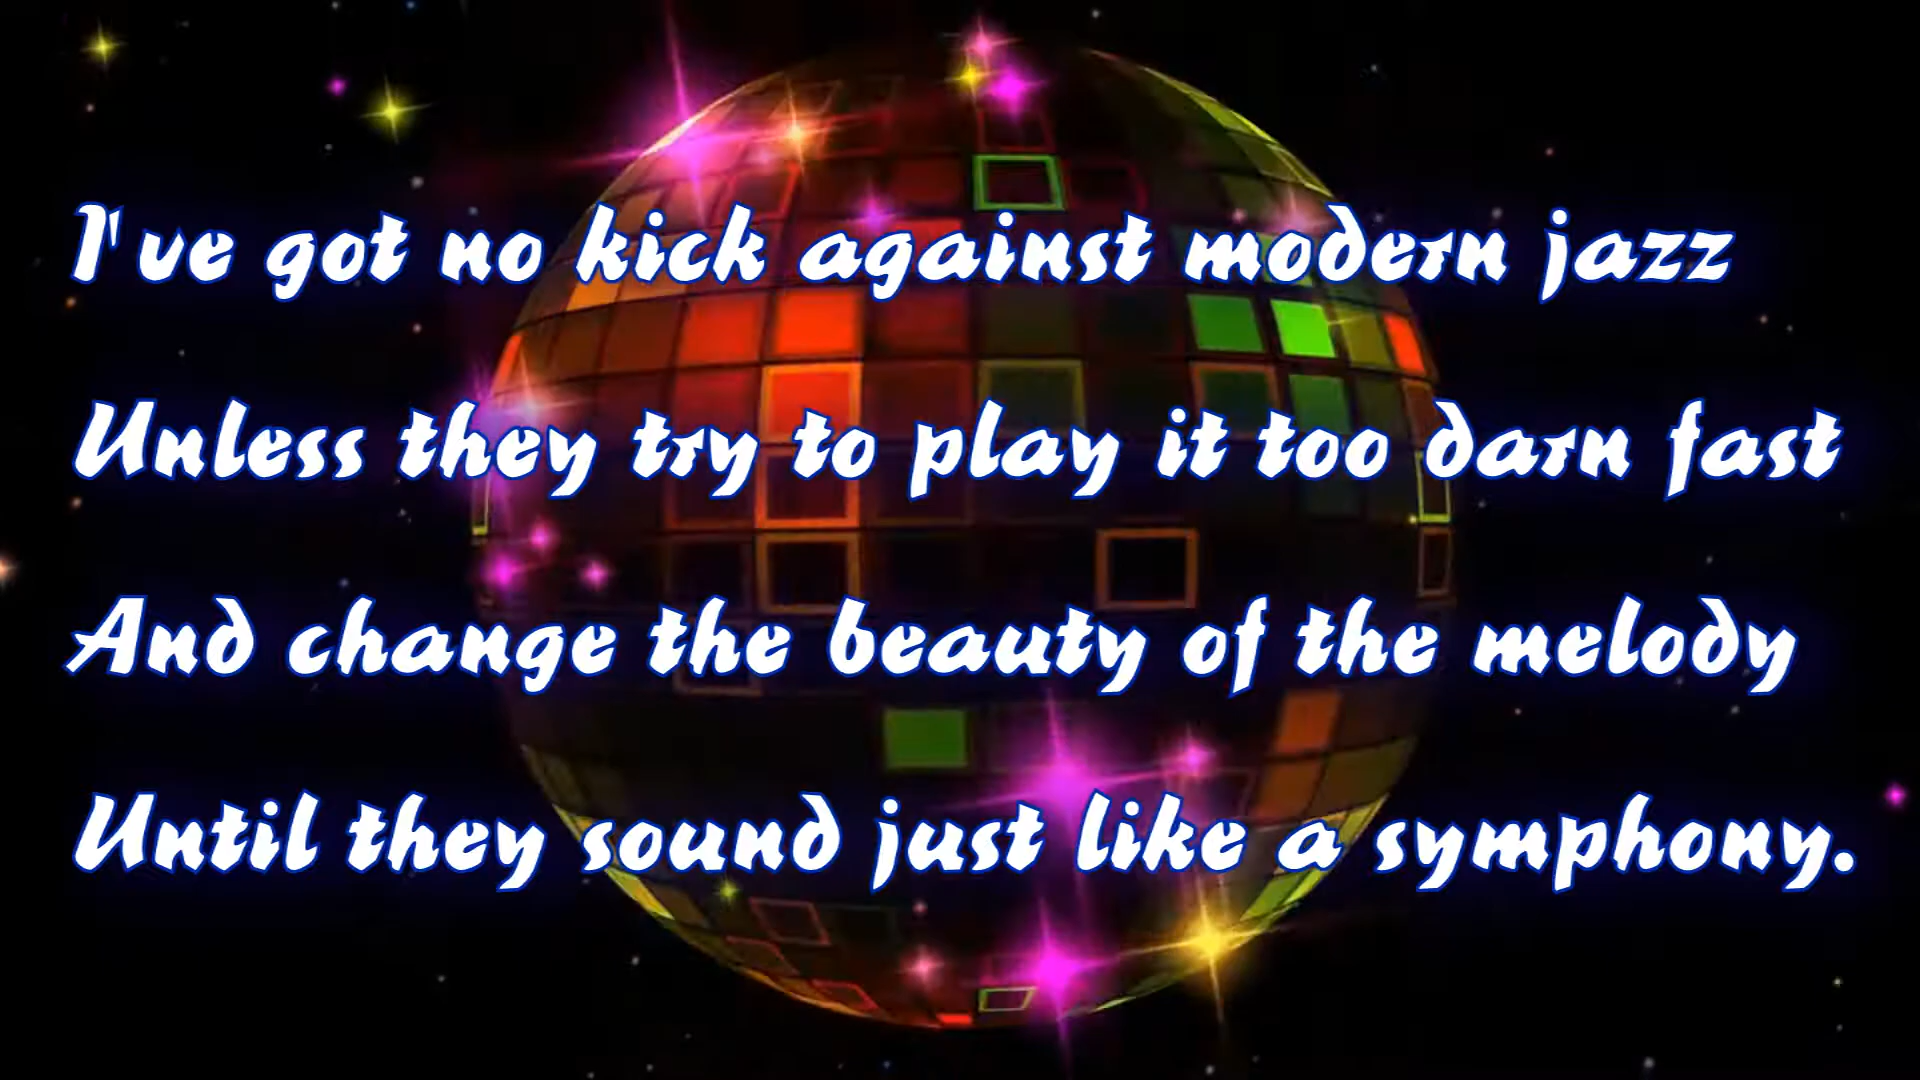 I've got no kick against modern jazz
Unless they try to play it too darn fast
And change the beauty of the melody
Until they sound just like a symphony.